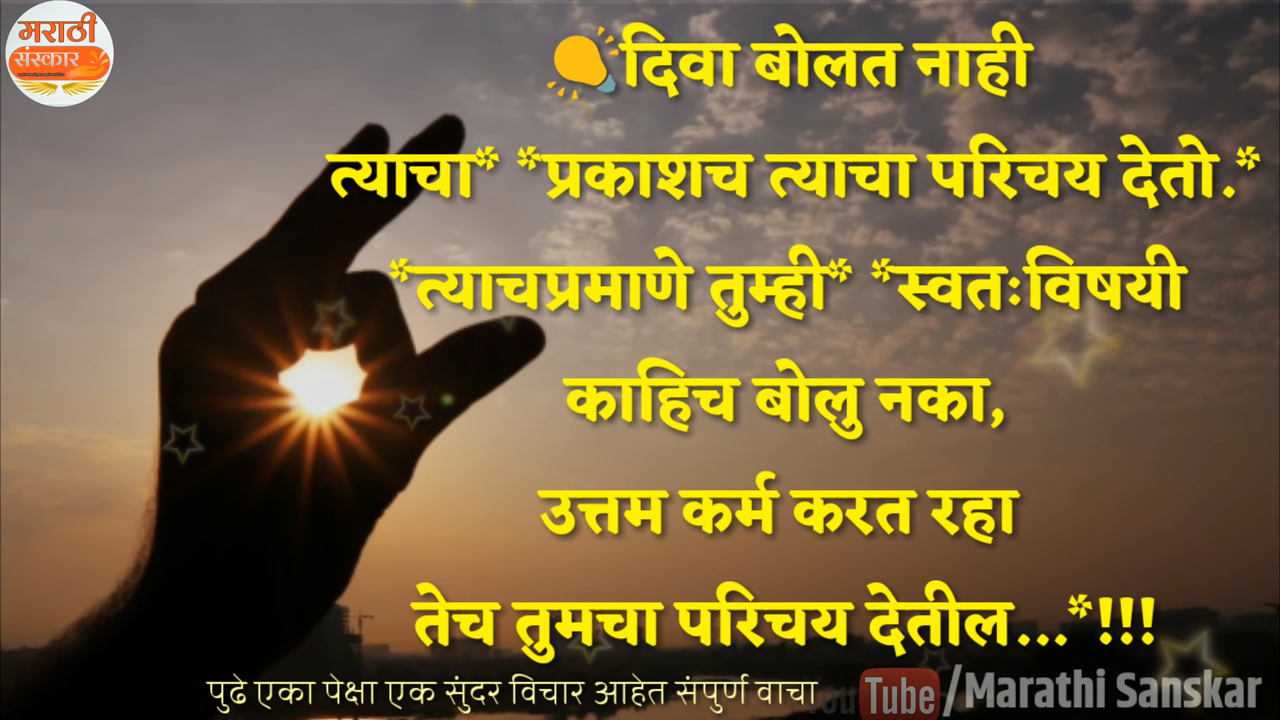 मराठी
संस्कार
दिवा बोलत नाही
त्याचा* *प्रकाशच त्याचा परिचय देतो.*
*त्याचप्रमाणे तुम्ही* *स्वतःविषयी
काहिच बोलु नका,
उत्तम कर्म करत रहा
तेच तुमचा परिचय देतील...*!!!
पुढे एका पेक्षा एक सुंदर विचार आहेत संपुर्ण वाचा
You Tube/Marathi Sanskar